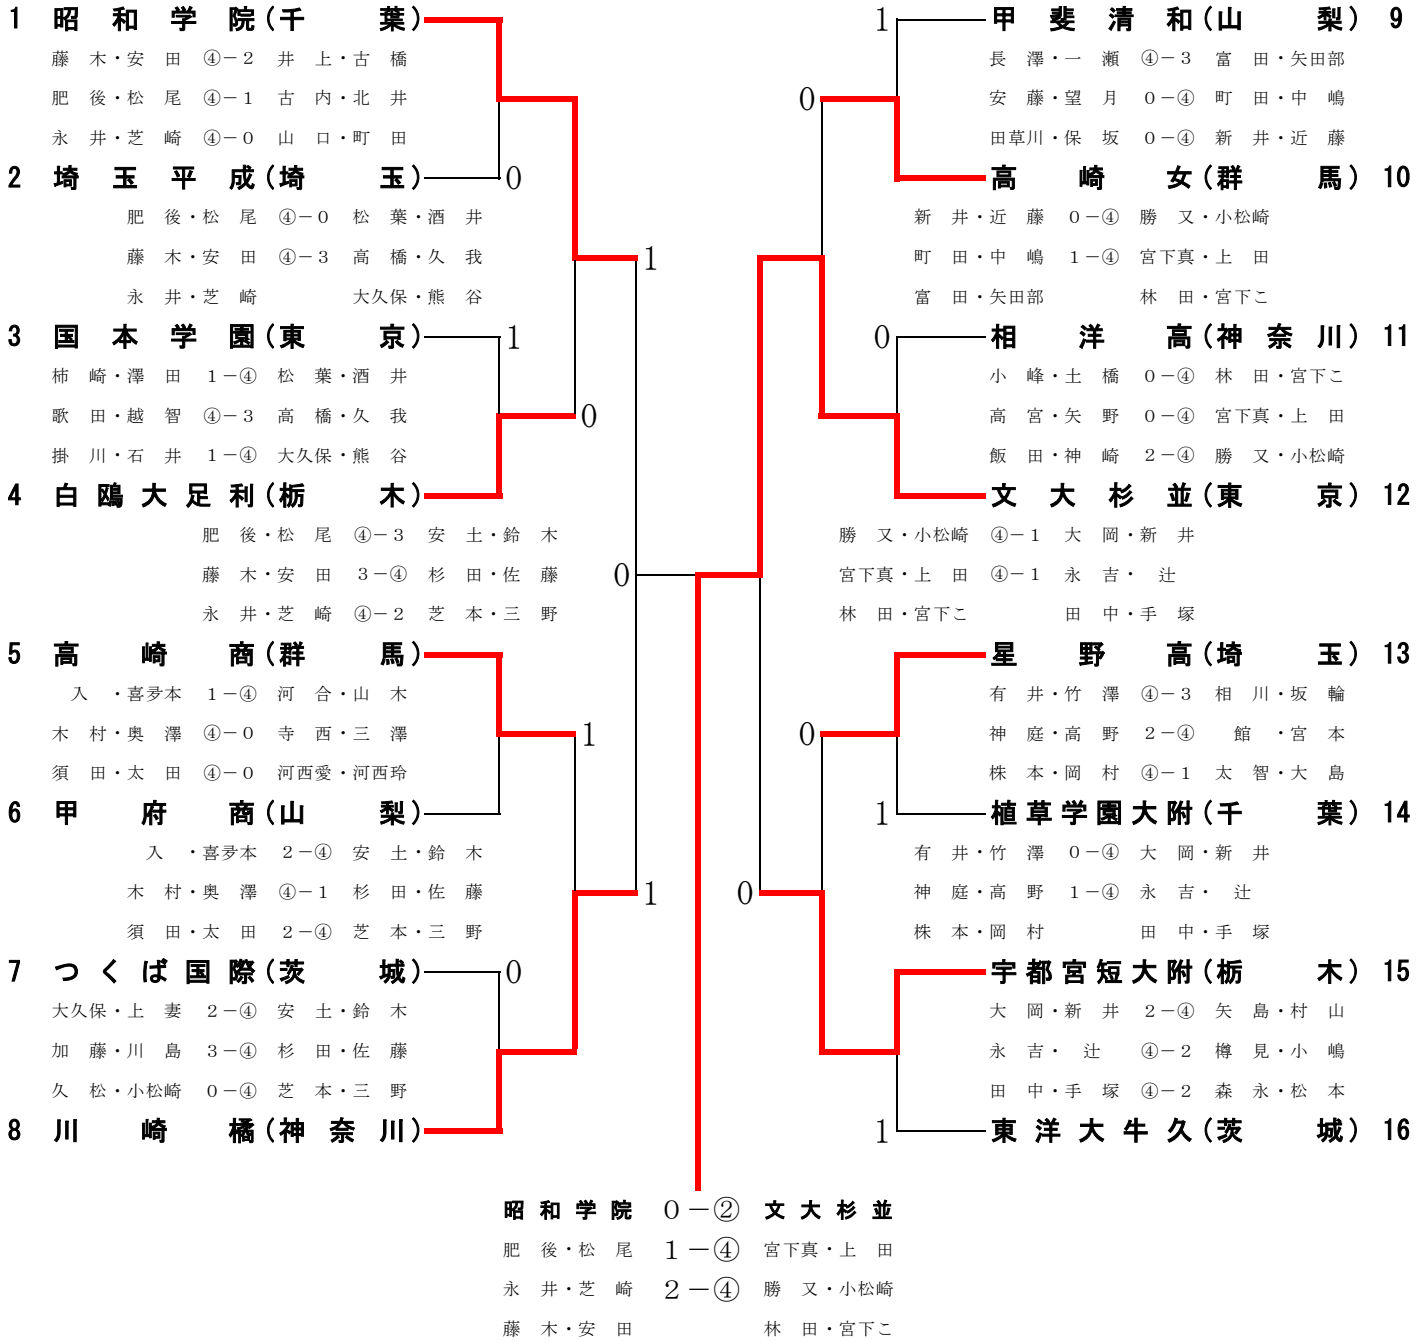 1 昭和学院(千葉)
藤木・安田 ④－2 井上・古橋
肥後・松尾 ④－1 古内・北井
永井・芝崎 ④－0 山口・町田
2 埼玉平成(埼玉) 0
肥後・松尾 ④－0 松葉・酒井
藤木・安田 ④－3 高橋・久我
永井・芝崎 大久保・熊谷
1
3 国本学園(東京) 1
柿崎・澤田 1－④ 松葉・酒井
歌田・越智 ④－3 高橋・久我
掛川・石井 1－④ 大久保・熊谷
0
4 白鴎大足利(栃木)
肥後・松尾 ④－3 安土・鈴木
藤木・安田 3－④ 杉田・佐藤
永井・芝崎 ④－2 芝本・三野
0
5 高崎商(群馬)
入・喜多本 1－④ 河合・山木
木村・奥澤 ④－0 寺西・三澤
須田・太田 ④－0 河西愛・河西玲
1
6 甲府商(山梨)
入・喜多本 2－④ 安土・鈴木
木村・奥澤 ④－1 杉田・佐藤
須田・太田 2－④ 芝本・三野
1
7 つくば国際(茨城) 0
大久保・上妻 2－④ 安土・鈴木
加藤・川島 3－④ 杉田・佐藤
久松・小松崎 0－④ 芝本・三野
8 川崎橘(神奈川)
1 甲斐清和(山梨) 9
長澤・一瀬 ④－3 富田・矢田部
安藤・望月 0－④ 町田・中嶋
田草川・保坂 0－④ 新井・近藤
0
高崎女(群馬) 10
新井・近藤 0－④ 勝又・小松崎
町田・中嶋 1－④ 宮下真・上田
富田・矢田部 林田・宮下こ
0 相洋高(神奈川) 11
小峰・土橋 0－④ 林田・宮下こ
高宮・矢野 0－④ 宮下真・上田
飯田・神崎 2－④ 勝又・小松崎
文大杉並(東京) 12
勝又・小松崎 ④－1 大岡・新井
宮下真・上田 ④－1 永吉・辻
林田・宮下こ 田中・手塚
星野高(埼玉) 13
有井・竹澤 ④－3 相川・坂輪
神庭・高野 2－④ 館・宮本
株本・岡村 ④－1 太智・大島
0
1 植草学園大附(千葉) 14
有井・竹澤 0－④ 大岡・新井
神庭・高野 1－④ 永吉・辻
株本・岡村 田中・手塚
0
宇都宮短大附(栃木) 15
大岡・新井 2－④ 矢島・村山
永吉・辻 ④－2 樽見・小嶋
田中・手塚 ④－2 森永・松本
1 東洋大牛久(茨城) 16
昭和学院 0－② 文大杉並
肥後・松尾 1－④ 宮下真・上田
永井・芝崎 2－④ 勝又・小松崎
藤木・安田 林田・宮下こ